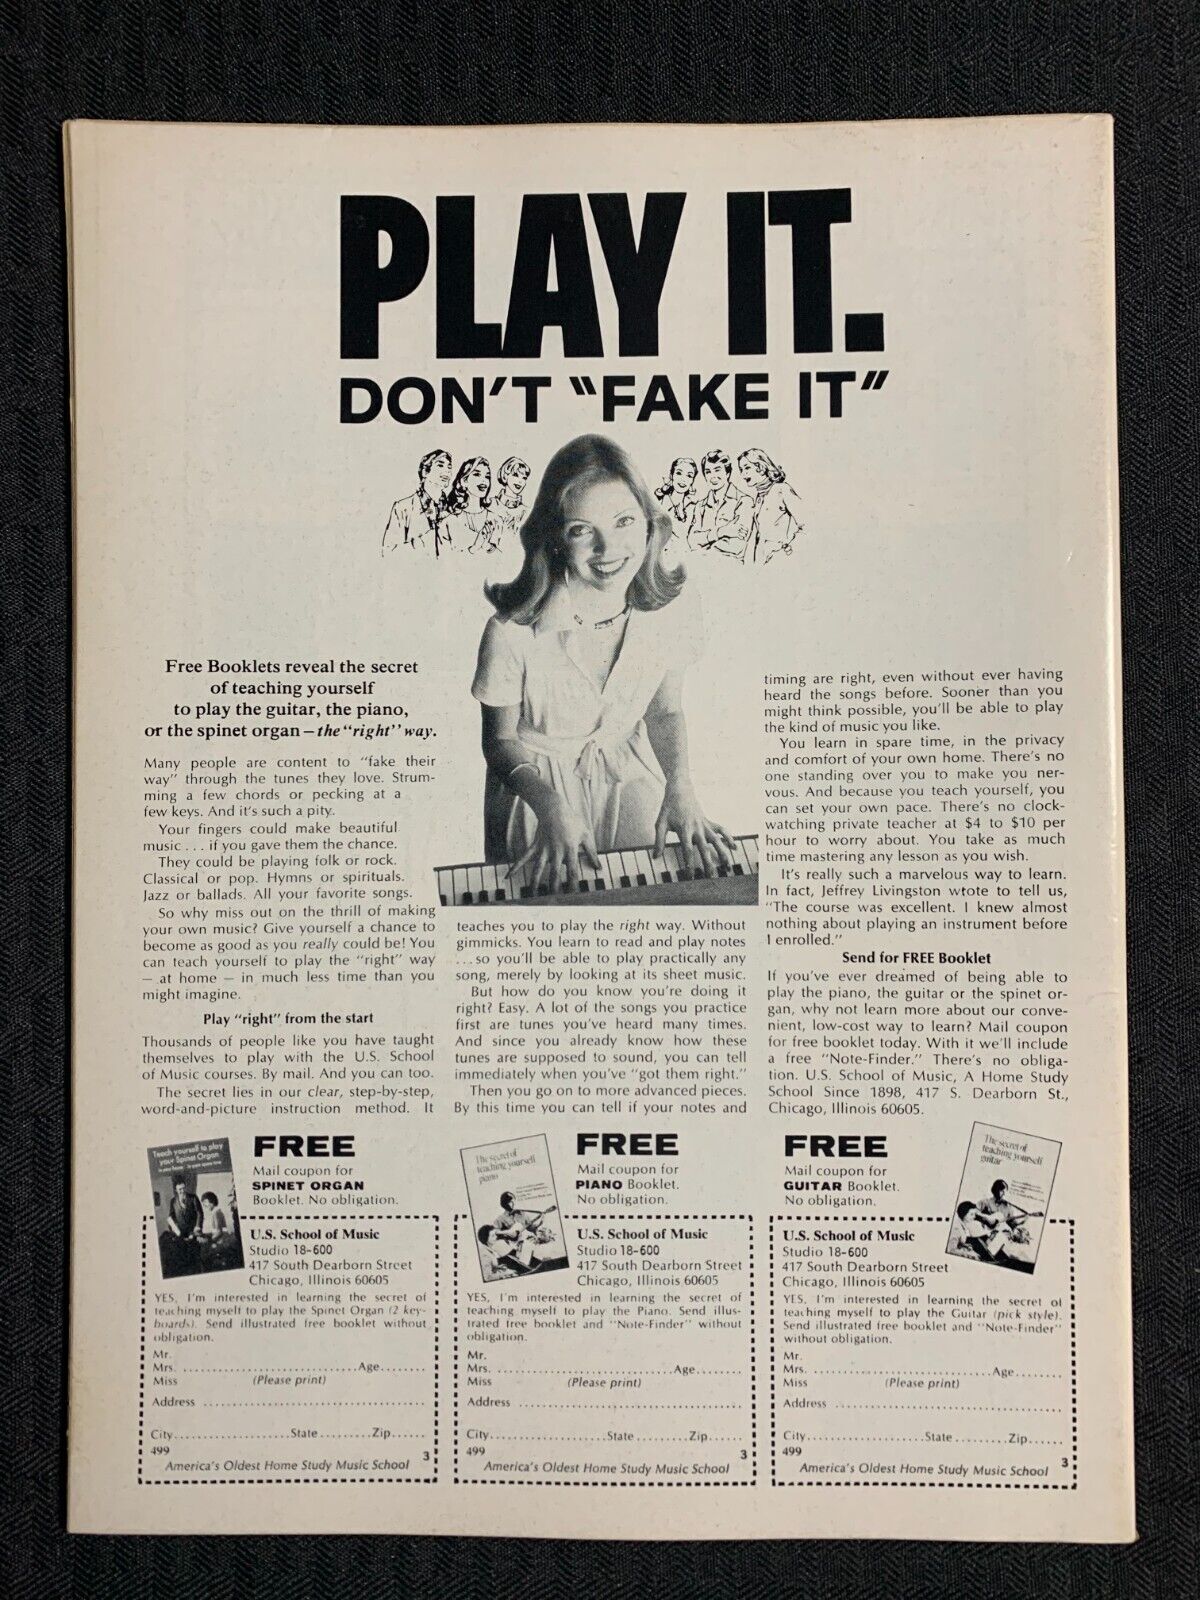 PLAY IT.
DON'T "FAKE IT"
Free Booklets reveal the secret
of teaching yourself
to play the guitar, the piano,
or the spinet organ – the "right" way.
Many people are content to "fake their
way" through the tunes they love. Strum-
ming a few chords or pecking at a
few keys. And it's such a pity.
Your fingers could make beautiful
music . . . if you gave them the chance.
They could be playing folk or rock.
Classical or pop. Hymns or spirituals.
Jazz or ballads. All your favorite songs.
So why miss out on the thrill of making
your own music? Give yourself a chance to
become as good as you really could be! You
can teach yourself to play the "right" way
– at home – in much less time than you
might imagine.
Play "right" from the start
Thousands of people like you have taught
themselves to play with the U.S. School
of Music courses. By mail. And you can too.
The secret lies in our clear, step-by-step,
word-and-picture instruction method. It
teaches you to play the right way. Without
gimmicks. You learn to read and play notes
. . . so you'll be able to play practically any
song, merely by looking at its sheet music.
But how do you know you're doing it
right? Easy. A lot of the songs you practice
first are tunes you've heard many times.
And since you already know how these
tunes are supposed to sound, you can tell
immediately when you've "got them right."
Then you go on to more advanced pieces.
By this time you can tell if your notes and
timing are right, even without ever having
heard the songs before. Sooner than you
might think possible, you'll be able to play
the kind of music you like.
You learn in spare time, in the privacy
and comfort of your own home. There's no
one standing over you to make you ner-
vous. And because you teach yourself, you
can set your own pace. There's no clock-
watching private teacher at $4 to $10 per
hour to worry about. You take as much
time mastering any lesson as you wish.
It's really such a marvelous way to learn.
In fact, Jeffrey Livingston wrote to tell us,
"The course was excellent. I knew almost
nothing about playing an instrument before
I enrolled."
Send for FREE Booklet
If you've ever dreamed of being able to
play the piano, the guitar or the spinet or-
gan, why not learn more about our conve-
nient, low-cost way to learn? Mail coupon
for free booklet today. With it we'll include
a free "Note-Finder." There's no obliga-
tion. U.S. School of Music, A Home Study
School Since 1898, 417 S. Dearborn St.,
Chicago, Illinois 60605.
Teach yourself to play
your Spinet Organ
FREE
Mail coupon for
SPINET ORGAN
Booklet. No obligation.
U.S. School of Music
Studio 18-600
417 South Dearborn Street
Chicago, Illinois 60605
YES, I'm interested in learning the secret of
teaching myself to play the Spinet Organ (2 key-
boards). Send illustrated free booklet without
obligation.
Mr.
Mrs. ............................... Age........
Miss (Please print)
Address .......................................
City....................State.........Zip......
499 3
America's Oldest Home Study Music School
The secret of
teaching yourself
piano
FREE
Mail coupon for
PIANO Booklet.
No obligation.
U.S. School of Music
Studio 18-600
417 South Dearborn Street
Chicago, Illinois 60605
YES, I'm interested in learning the secret of
teaching myself to play the Piano. Send illus-
trated free booklet and "Note-Finder" without
obligation.
Mr.
Mrs. ............................... Age........
Miss (Please print)
Address .......................................
City....................State.........Zip......
499 3
America's Oldest Home Study Music School
FREE
Mail coupon for
GUITAR Booklet.
No obligation.
The secret of
teaching yourself
guitar
U.S. School of Music
Studio 18-600
417 South Dearborn Street
Chicago, Illinois 60605
YES, I'm interested in learning the secret of
teaching myself to play the Guitar (pick style).
Send illustrated free booklet and "Note-Finder"
without obligation.
Mr.
Mrs. ............................... Age........
Miss (Please print)
Address .......................................
City....................State.........Zip......
499 3
America's Oldest Home Study Music School